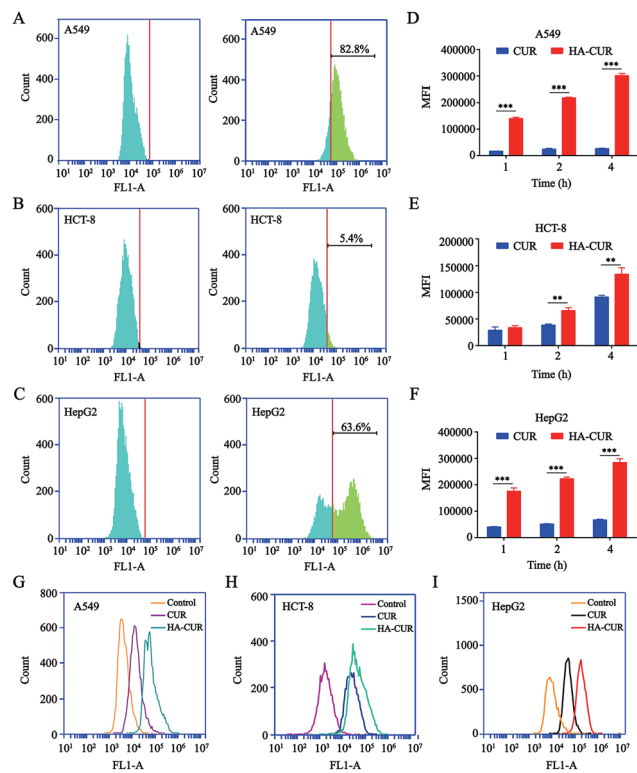 A
A549
600
400
200
0
Count
10¹ 10² 10³ 10⁴ 10⁵ 10⁶ 10⁷
FL1-A
A549
82.8%
600
400
200
0
Count
10¹ 10² 10³ 10⁴ 10⁵ 10⁶ 10⁷
FL1-A
D
A549
CUR HA-CUR
400000
300000
200000
100000
0
MFI
*** *** ***
1 2 4
Time (h)
B
HCT-8
600
400
200
0
Count
10¹ 10² 10³ 10⁴ 10⁵ 10⁶ 10⁷
FL1-A
HCT-8
5.4%
600
400
200
0
Count
10¹ 10² 10³ 10⁴ 10⁵ 10⁶ 10⁷
FL1-A
E
HCT-8
CUR HA-CUR
200000
150000
100000
50000
0
MFI
** **
1 2 4
Time (h)
C
HepG2
600
400
200
0
Count
10¹ 10² 10³ 10⁴ 10⁵ 10⁶ 10⁷
FL1-A
HepG2
63.6%
600
400
200
0
Count
10¹ 10² 10³ 10⁴ 10⁵ 10⁶ 10⁷
FL1-A
F
HepG2
CUR HA-CUR
400000
300000
200000
100000
0
MFI
*** *** ***
1 2 4
Time (h)
G
A549
Control
CUR
HA-CUR
800
600
400
200
0
Count
10¹ 10² 10³ 10⁴ 10⁵ 10⁶ 10⁷
FL1-A
H
HCT-8
Control
CUR
HA-CUR
600
400
200
0
Count
10¹ 10² 10³ 10⁴ 10⁵ 10⁶ 10⁷
FL1-A
I
HepG2
Control
CUR
HA-CUR
1500
1000
500
0
Count
10¹ 10² 10³ 10⁴ 10⁵ 10⁶ 10⁷
FL1-A